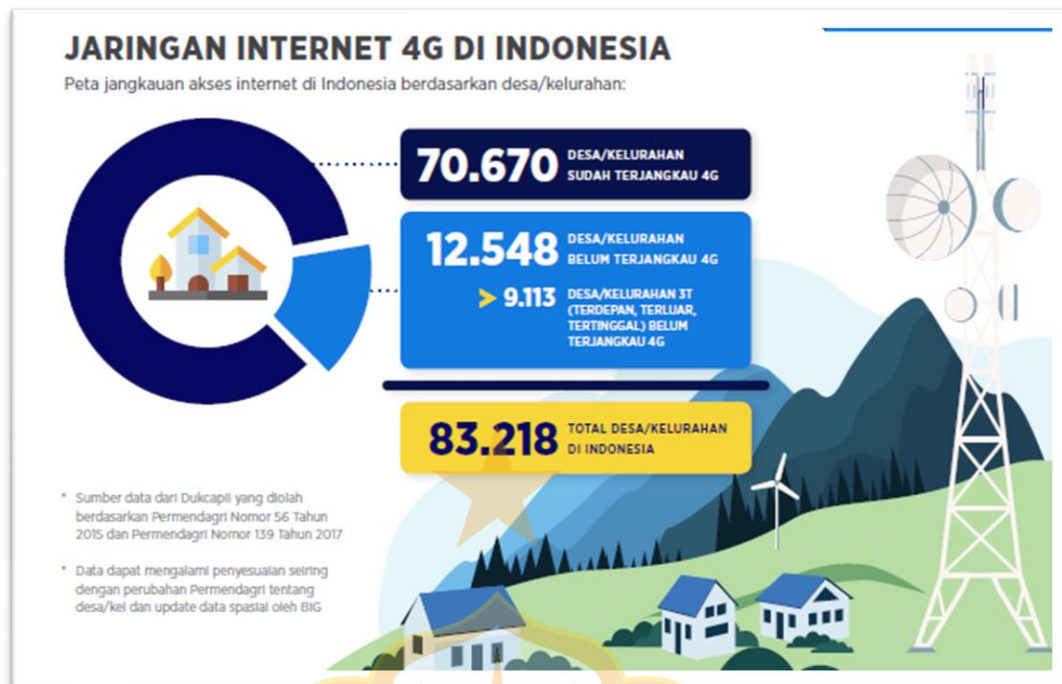 JARINGAN INTERNET 4G DI INDONESIA
Peta jangkauan akses internet di Indonesia berdasarkan desa/kelurahan:
70.670 DESA/KELURAHAN
SUDAH TERJANGKAU 4G
12.548 DESA/KELURAHAN
BELUM TERJANGKAU 4G
> 9.113 DESA/KELURAHAN 3T
(TERDEPAN, TERLUAR,
TERTINGGAL) BELUM
TERJANGKAU 4G
83.218 TOTAL DESA/KELURAHAN
DI INDONESIA
* Sumber data dari Dukcapil yang diolah
berdasarkan Permendagri Nomor 56 Tahun
2015 dan Permendagri Nomor 139 Tahun 2017
* Data dapat mengalami penyesuaian seiring
dengan perubahan Permendagri tentang
desa/kel dan update data spasial oleh BIG